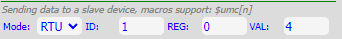 Sending data to a slave device, macros support: $umc[n]
Mode: RTU ID: 1 REG: 0 VAL: 4